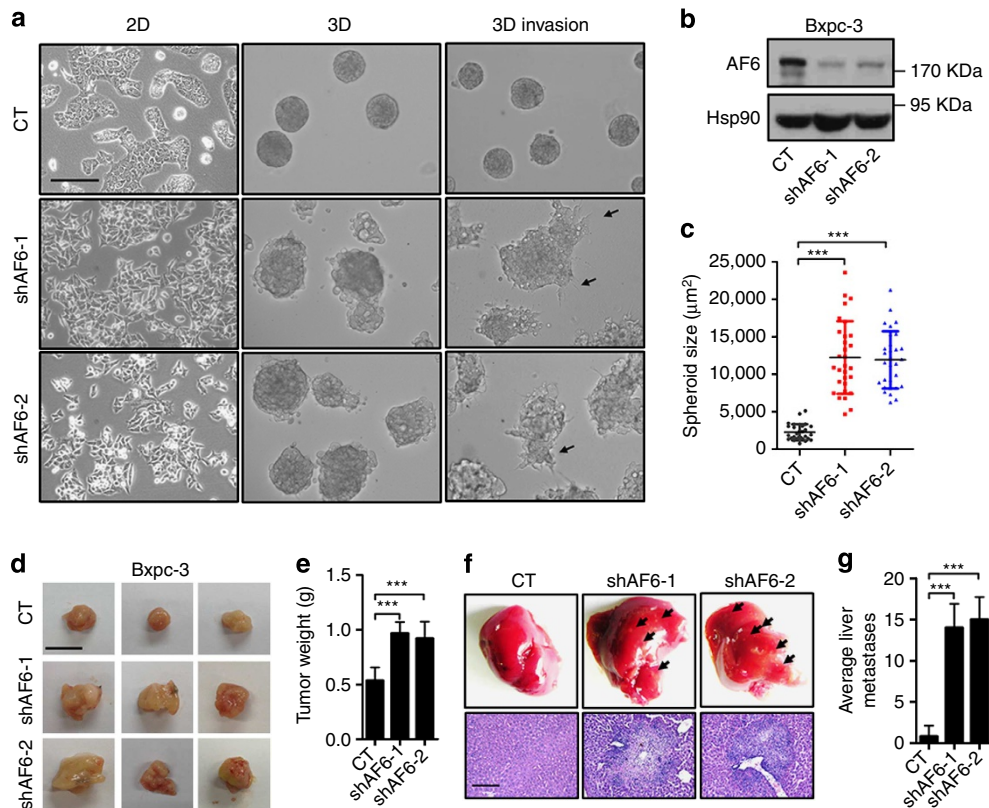 a
2D 3D 3D invasion
CT
shAF6-1
shAF6-2
b
Bxpc-3
AF6
170 KDa
95 KDa
Hsp90
CT shAF6-1 shAF6-2
c
*** 
***
25,000
20,000
15,000
10,000
5,000
0
Spheroid size (μm²)
CT shAF6-1 shAF6-2
d
Bxpc-3
CT
shAF6-1
shAF6-2
e
1.5
1.0
0.5
0.0
Tumor weight (g)
***
***
CT shAF6-1 shAF6-2
f
CT shAF6-1 shAF6-2
g
20
15
10
5
0
Average liver
metastases
***
***
CT shAF6-1 shAF6-2